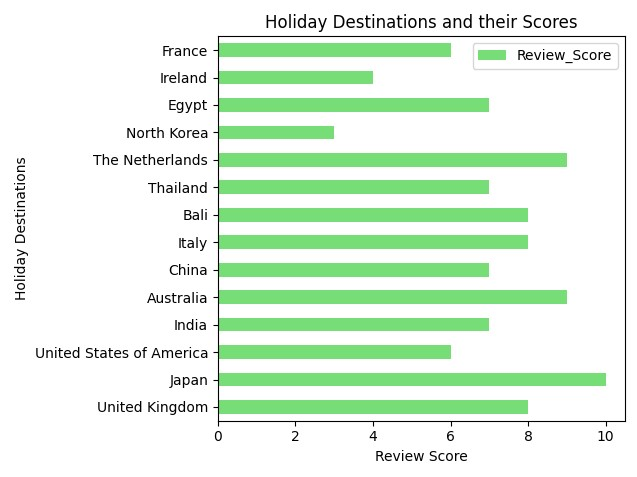 Holiday Destinations and their Scores
Review_Score
Holiday Destinations
France
Ireland
Egypt
North Korea
The Netherlands
Thailand
Bali
Italy
China
Australia
India
United States of America
Japan
United Kingdom
0 2 4 6 8 10
Review Score